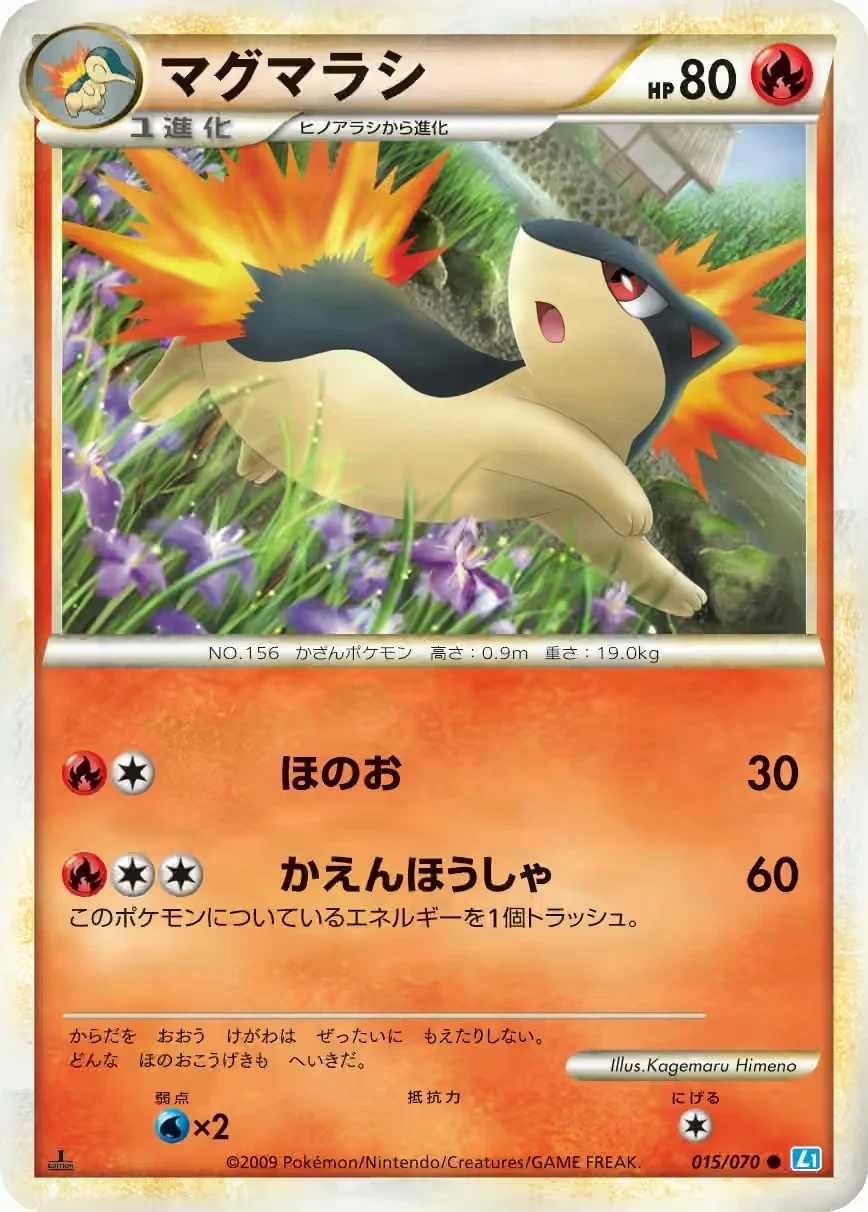 マグマラシ
HP80
1進化
ヒノアラシから進化
NO.156 かざんポケモン 高さ：0.9m 重さ：19.0kg
ほのお 30
かえんほうしゃ 60
このポケモンについているエネルギーを1個トラッシュ。
からだを おおう けがわは ぜったいに もえたりしない。
どんな ほのおこうげきも へいきだ。
Illus.Kagemaru Himeno
弱点 抵抗力 にげる
×2
1 EDITION
©2009 Pokémon/Nintendo/Creatures/GAME FREAK.
015/070 ● L1